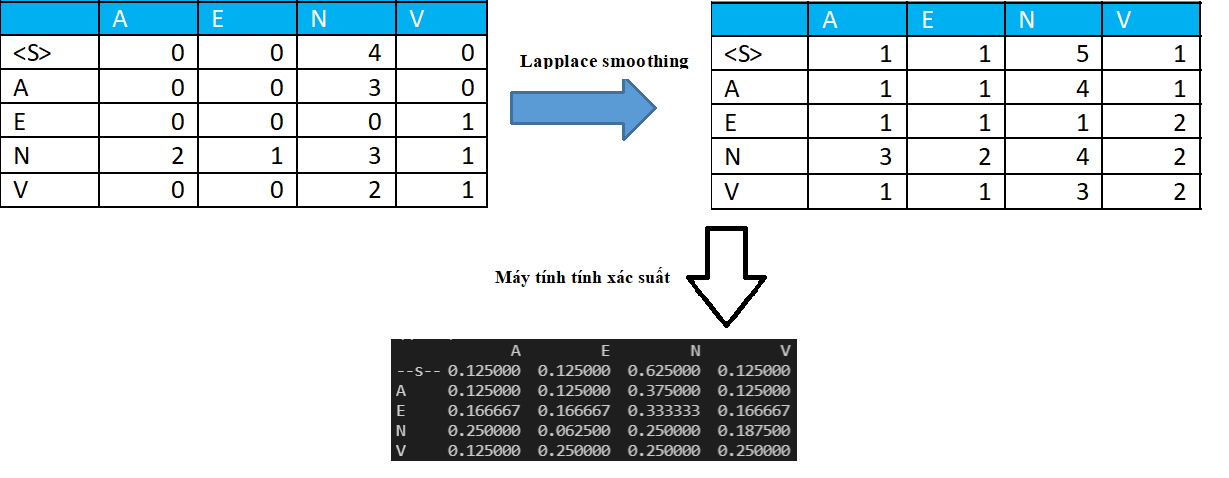 A E N V
<S> 0 0 4 0
A 0 0 3 0
E 0 0 0 1
N 2 1 3 1
V 0 0 2 1
Lapplace smoothing
A E N V
<S> 1 1 5 1
A 1 1 4 1
E 1 1 1 2
N 3 2 4 2
V 1 1 3 2
Máy tính tính xác suất
A E N V
--s-- 0.125000 0.125000 0.625000 0.125000
A 0.125000 0.125000 0.375000 0.125000
E 0.166667 0.166667 0.333333 0.166667
N 0.250000 0.062500 0.250000 0.187500
V 0.125000 0.250000 0.250000 0.250000